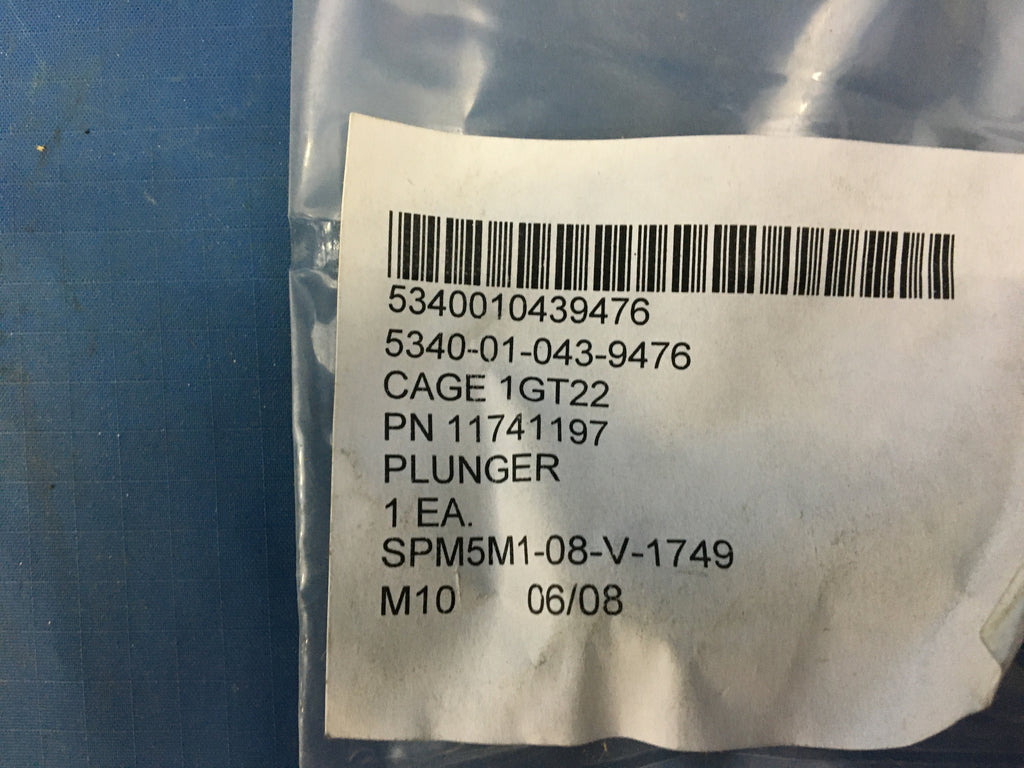 5340010439476
5340-01-043-9476
CAGE 1GT22
PN 11741197
PLUNGER
1 EA.
SPM5M1-08-V-1749
M10 06/08